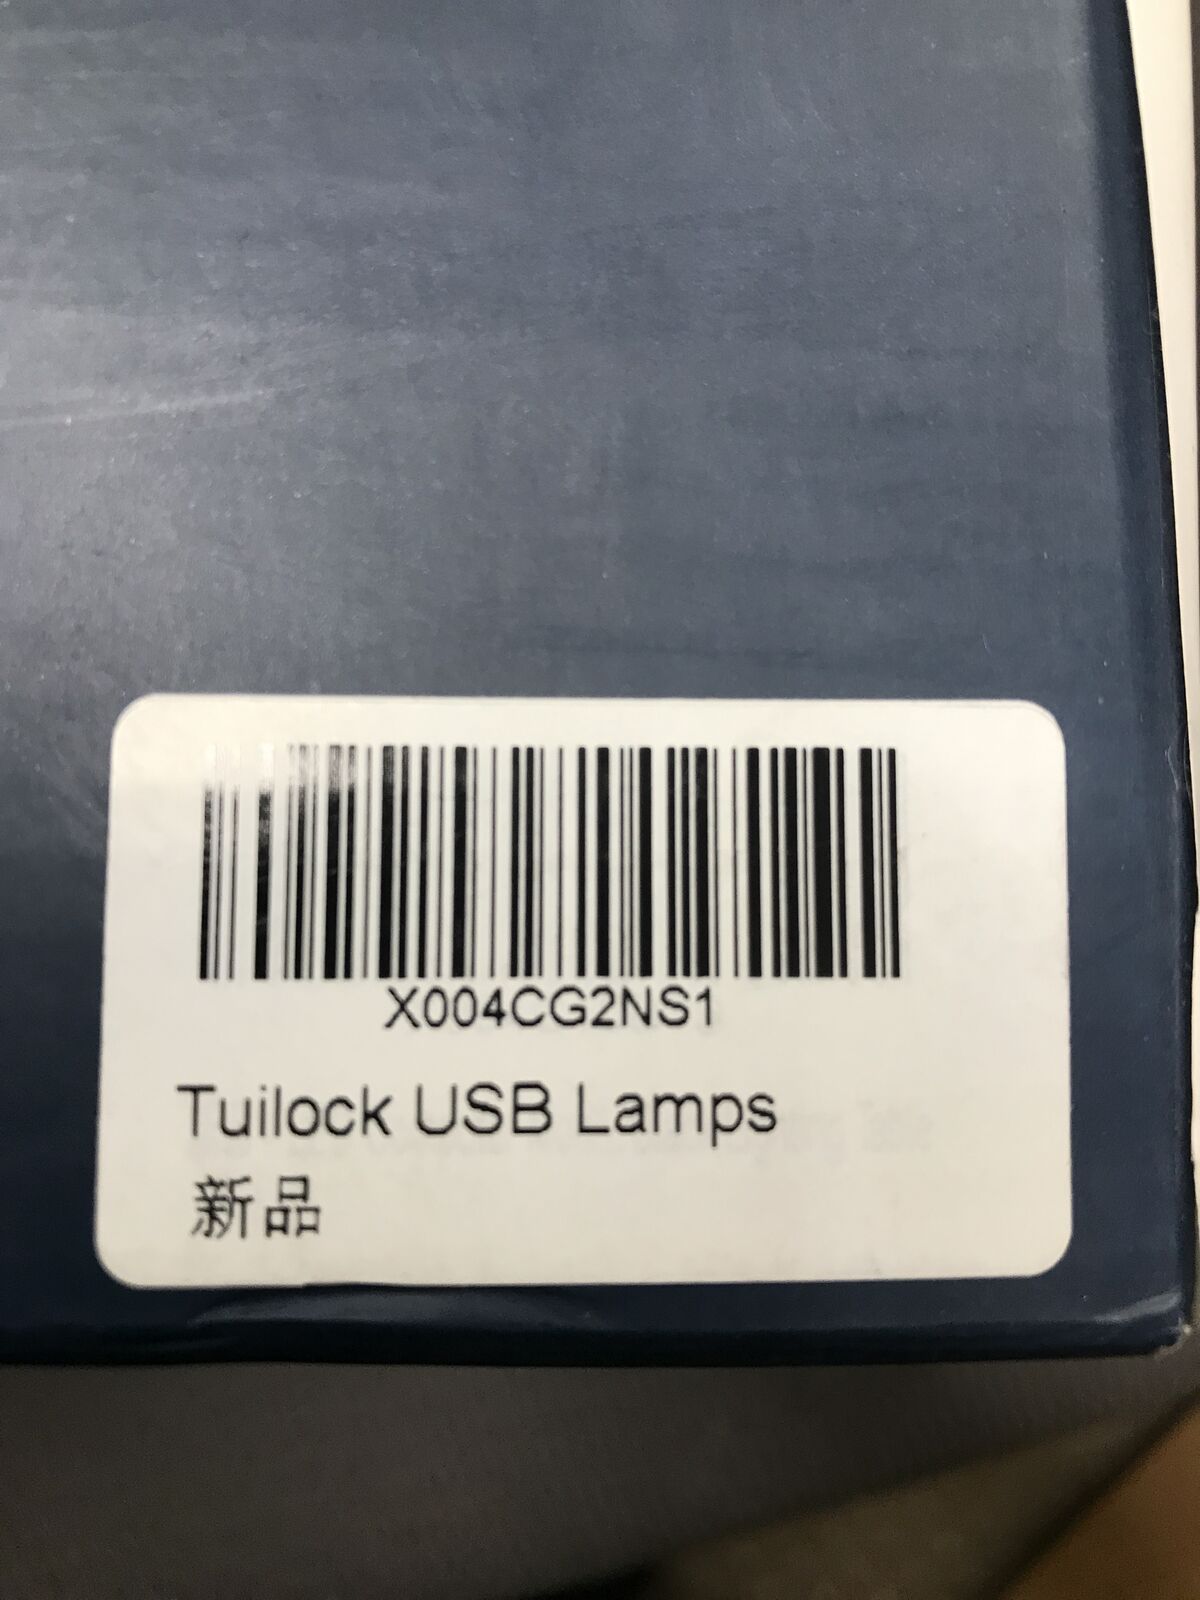 X004CG2NS1
Tuilock USB Lamps
新品